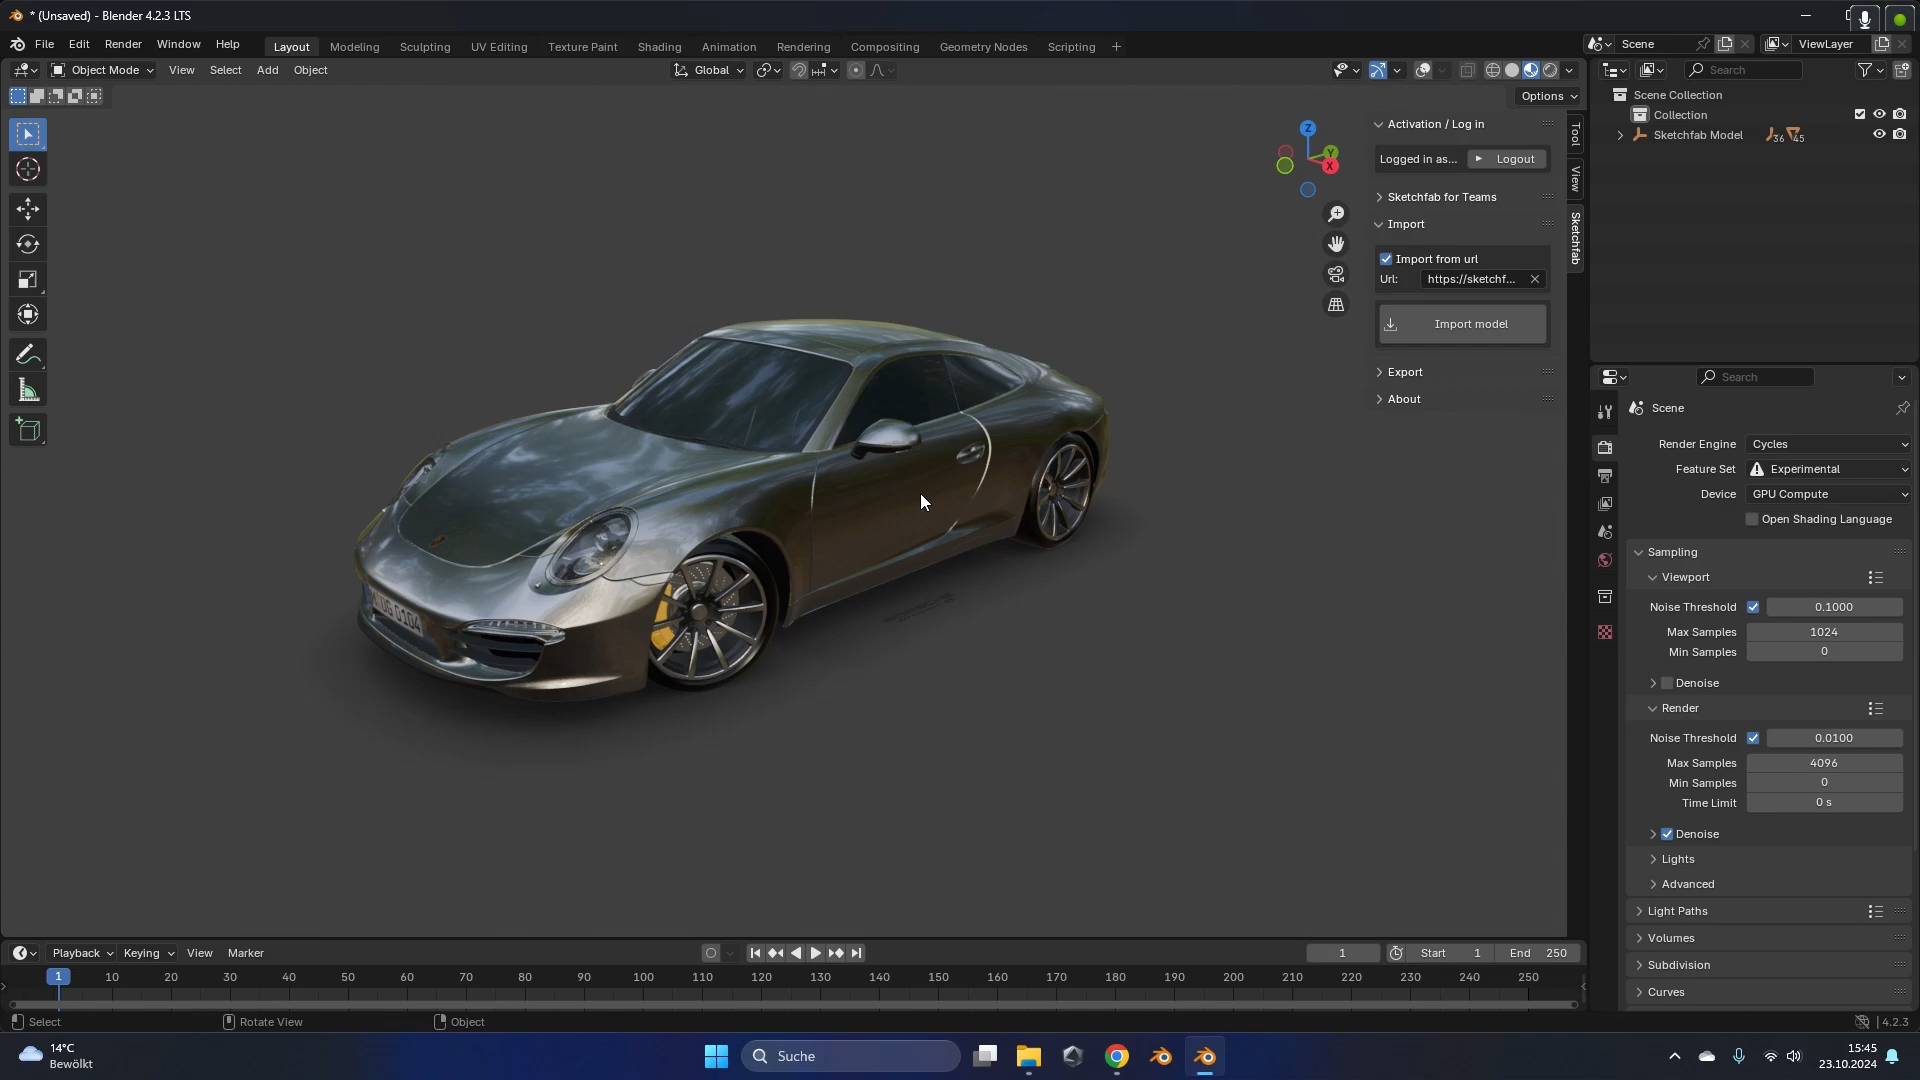 * (Unsaved) - Blender 4.2.3 LTS
File Edit Render Window Help Layout Modeling Sculpting UV Editing Texture Paint Shading Animation Rendering Compositing Geometry Nodes Scripting + Scene ViewLayer
Object Mode View Select Add Object Global Search
Options
Scene Collection
Collection
Sketchfab Model 36 45
Z
Y
X
Activation / Log in
Logged in as... Logout
Sketchfab for Teams
Import
Import from url
Url: https://sketchf...
Import model
Export
About
Tool
View
Sketchfab
Search
Scene
Render Engine Cycles
Feature Set Experimental
Device GPU Compute
Open Shading Language
Sampling
Viewport
Noise Threshold 0.1000
Max Samples 1024
Min Samples 0
Denoise
Render
Noise Threshold 0.0100
Max Samples 4096
Min Samples 0
Time Limit 0 s
Denoise
Lights
Advanced
Light Paths
Volumes
Subdivision
Curves
Playback Keying View Marker 1 Start 1 End 250
1 10 20 30 40 50 60 70 80 90 100 110 120 130 140 150 160 170 180 190 200 210 220 230 240 250
Select Rotate View Object 4.2.3
14°C
Bewölkt
Suche
15:45
23.10.2024